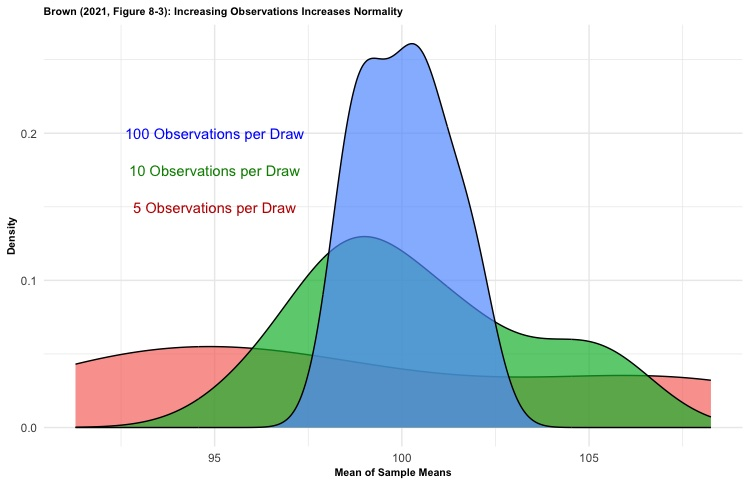 Brown (2021, Figure 8-3): Increasing Observations Increases Normality
100 Observations per Draw
10 Observations per Draw
5 Observations per Draw
Density
0.2
0.1
0.0
95
100
105
Mean of Sample Means